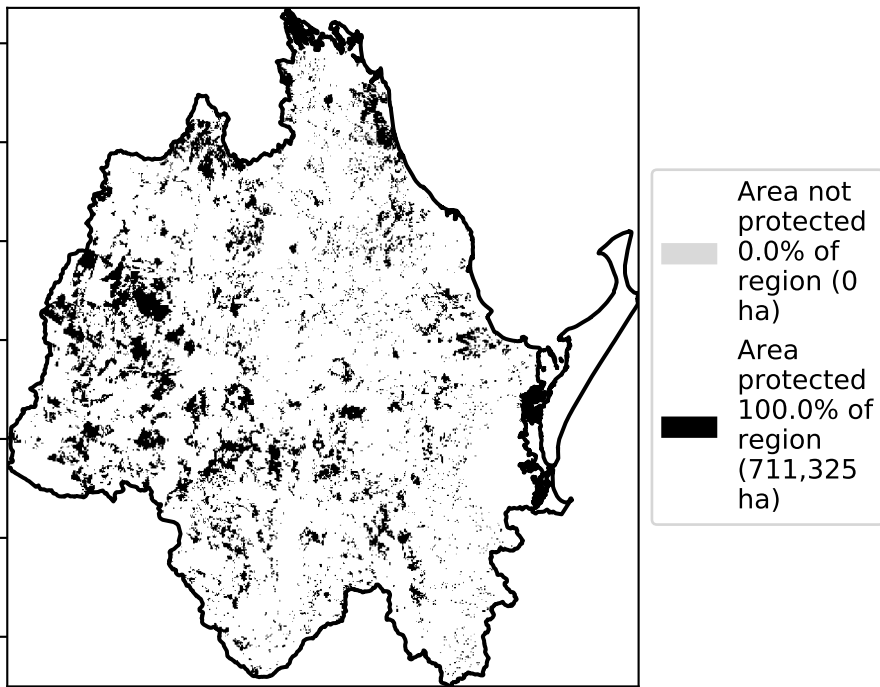 Area not
protected
0.0% of
region (0
ha)
Area
protected
100.0% of
region
(711,325
ha)